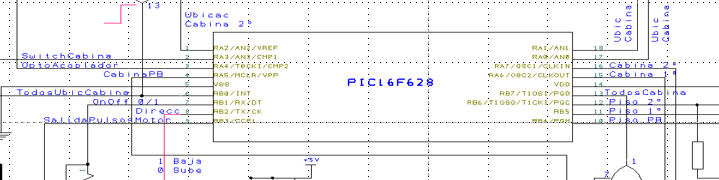 13
Ubicac
Cabina 2°
Ubic
Cabina
Ubic
Cabina
1 RA2/AN2/VREF RA1/AN1 18
SwitchCabina 2 RA3/AN3/CMP1 RA0/AN0 17
OptoAcoplador 3 RA4/T0CKI/CMP2 RA7/OSC1/CLKIN 16 Cabina 2°
CabinaPB 4 RA5/MCLR/VPP RA6/OSC2/CLKOUT 15 Cabina 1°
PIC16F628
5 VSS VDD 14
TodosUbicCabina 6 RB0/INT RB7/T1OSO/PGD 13 TodosCabina
OnOff 0/1 7 RB1/RX/DT RB6/T1OSO/T1CKI/PGC 12 Piso 2°
Direcc 8 RB2/TX/CK RB5 11 Piso 1°
SalidaPulsosMotor 9 RB3/CCP1 RB4/PGM 10 Piso PB
1 Baja
0 Sube
+5V
1